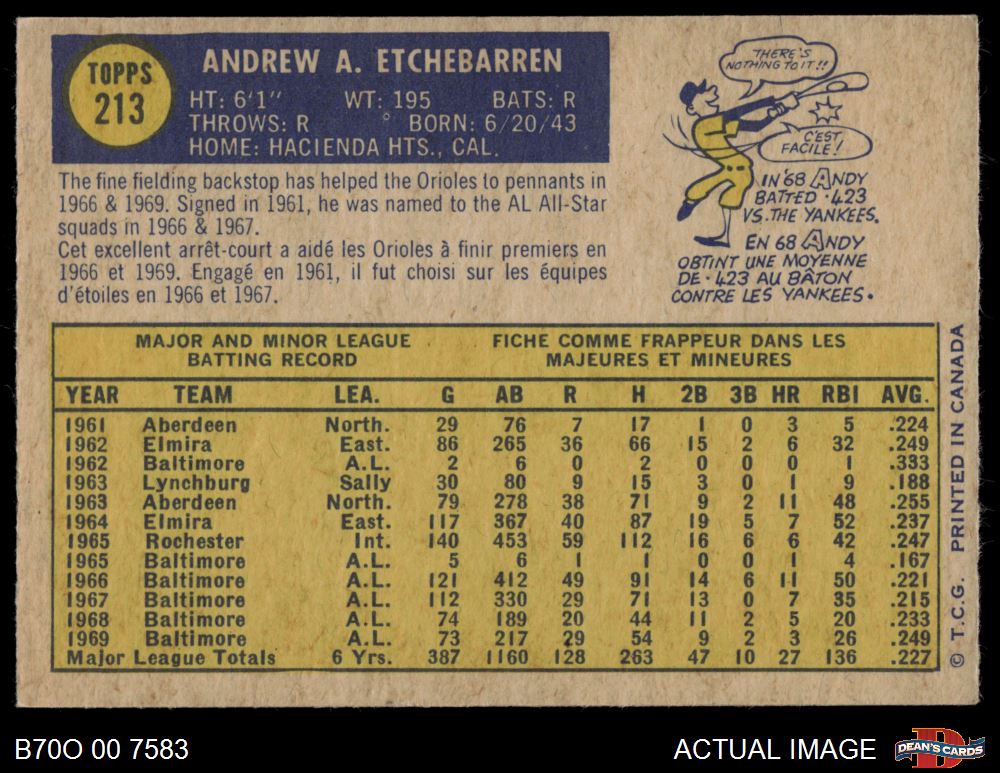 TOPPS
213
ANDREW A. ETCHEBARREN
HT: 6'1" WT: 195 BATS: R
THROWS: R BORN: 6/20/43
HOME: HACIENDA HTS., CAL.
The fine fielding backstop has helped the Orioles to pennants in
1966 & 1969. Signed in 1961, he was named to the AL All-Star
squads in 1966 & 1967.
Cet excellent arrêt-court a aidé les Orioles à finir premiers en
1966 et 1969. Engagé en 1961, il fut choisi sur les équipes
d'étoiles en 1966 et 1967.
THERE'S
NOTHING TO IT!!
C'EST
FACILE!
IN '68 ANDY
BATTED .423
VS. THE YANKEES.
EN 68 ANDY
OBTINT UNE MOYENNE
DE .423 AU BÂTON
CONTRE LES YANKEES.
MAJOR AND MINOR LEAGUE
BATTING RECORD
FICHE COMME FRAPPEUR DANS LES
MAJEURES ET MINEURES
YEAR TEAM LEA. G AB R H 2B 3B HR RBI AVG.
1961 Aberdeen North. 29 76 7 17 1 0 3 5 .224
1962 Elmira East. 86 265 36 66 15 2 6 32 .249
1962 Baltimore A.L. 2 6 0 2 0 0 0 1 .333
1963 Lynchburg Sally 30 80 9 15 3 0 1 9 .188
1963 Aberdeen North. 79 278 38 71 9 2 11 48 .255
1964 Elmira East. 117 367 40 87 19 5 7 52 .237
1965 Rochester Int. 140 453 59 112 16 6 6 42 .247
1965 Baltimore A.L. 5 6 1 1 0 0 1 4 .167
1966 Baltimore A.L. 121 412 49 91 14 6 11 50 .221
1967 Baltimore A.L. 112 330 29 71 13 0 7 35 .215
1968 Baltimore A.L. 74 189 20 44 11 2 5 20 .233
1969 Baltimore A.L. 73 217 29 54 9 2 3 26 .249
Major League Totals 6 Yrs. 387 1160 128 263 47 10 27 136 .227
© T.C.G. PRINTED IN CANADA
B70O 00 7583
ACTUAL IMAGE
D
DEAN'S CARDS